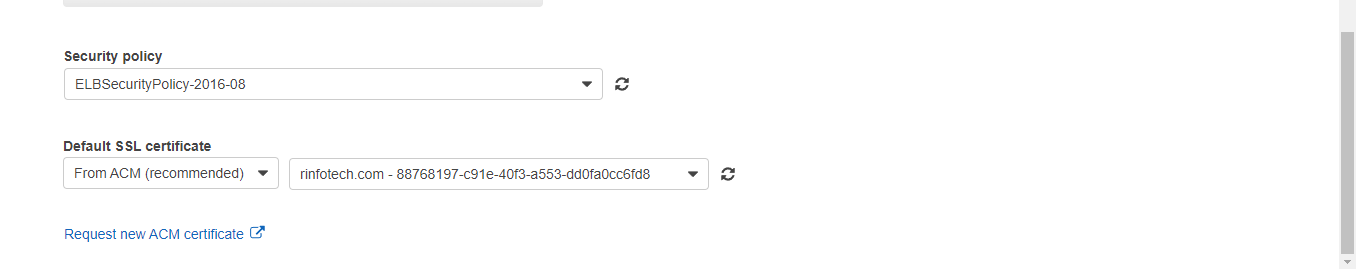 Security policy
ELBSecurityPolicy-2016-08
Default SSL certificate
From ACM (recommended) rinfotech.com - 88768197-c91e-40f3-a553-dd0fa0cc6fd8
Request new ACM certificate